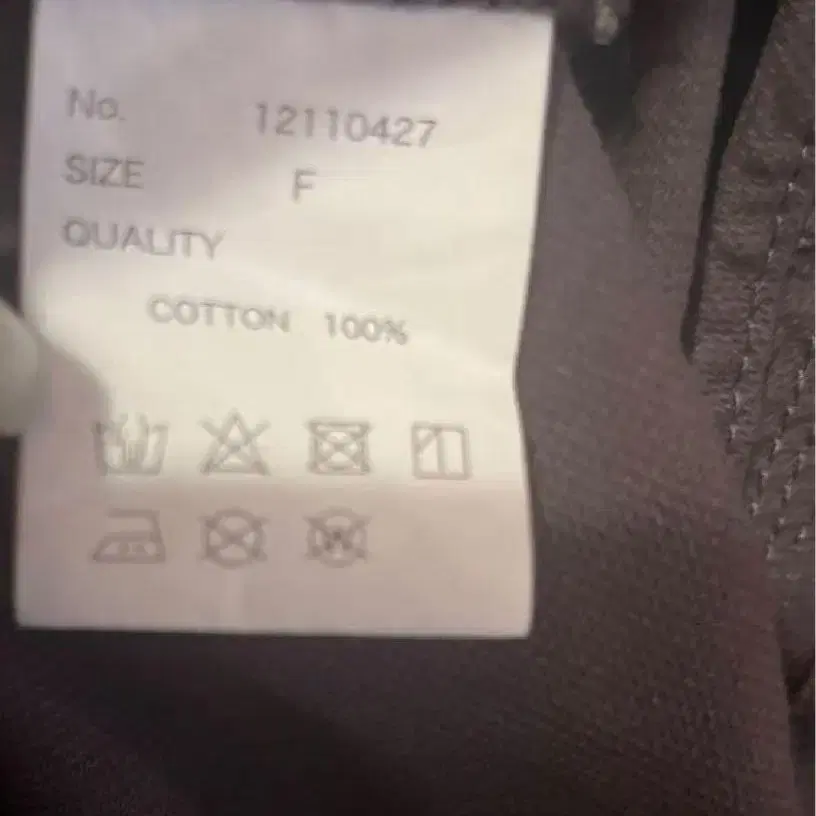 No. 12110427
SIZE F
QUALITY
COTTON 100%